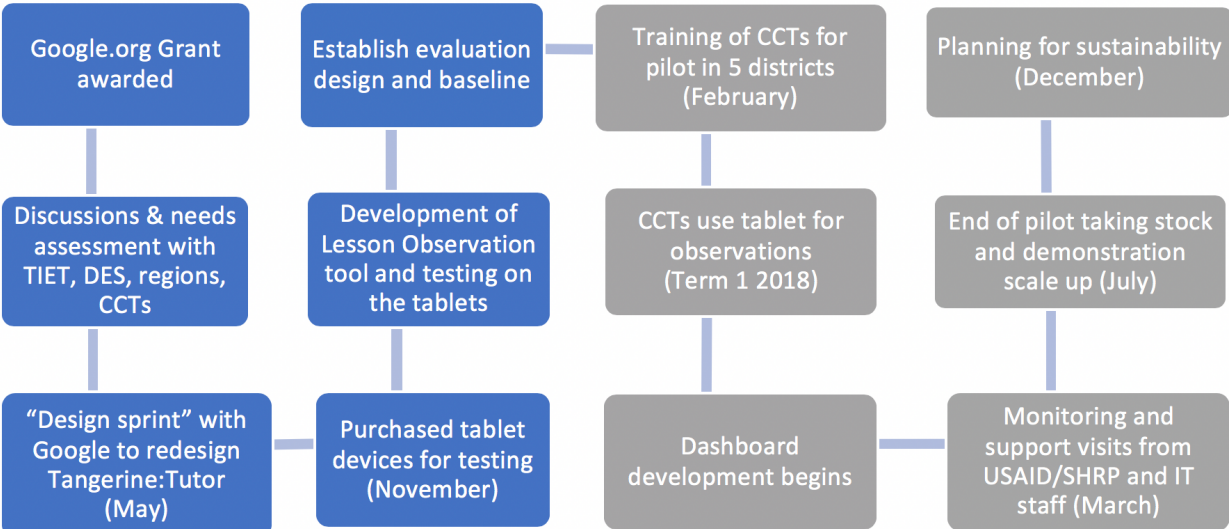 Google.org Grant
awarded
Discussions & needs
assessment with
TIET, DES, regions,
CCTs
“Design sprint” with
Google to redesign
Tangerine:Tutor
(May)
Purchased tablet
devices for testing
(November)
Development of
Lesson Observation
tool and testing on
the tablets
Establish evaluation
design and baseline
Training of CCTs for
pilot in 5 districts
(February)
CCTs use tablet for
observations
(Term 1 2018)
Dashboard
development begins
Monitoring and
support visits from
USAID/SHRP and IT
staff (March)
End of pilot taking stock
and demonstration
scale up (July)
Planning for sustainability
(December)